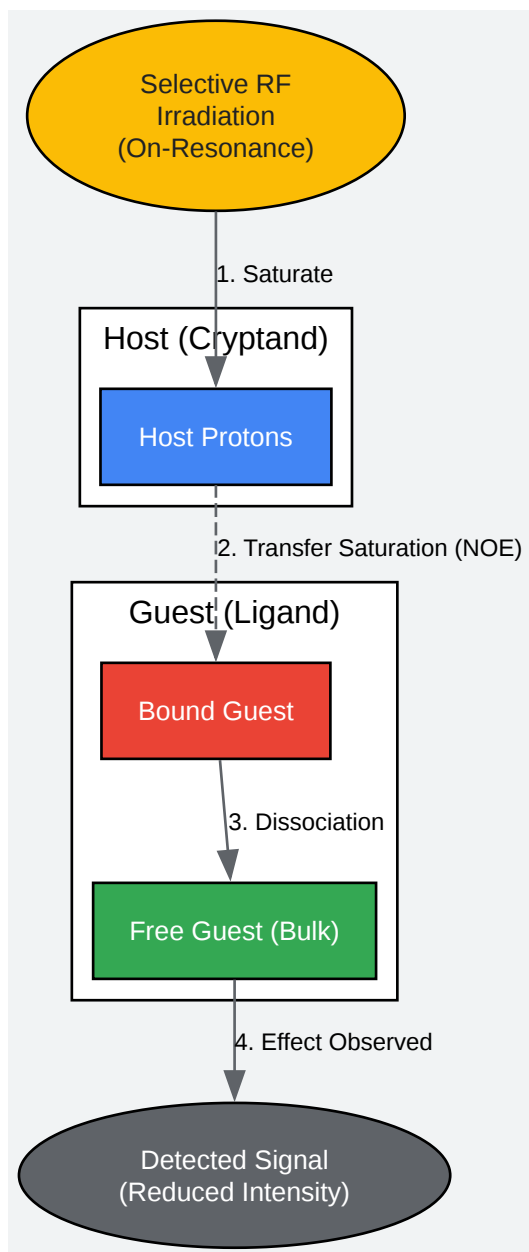 Selective RF
Irradiation
(On-Resonance)
1. Saturate
Host (Cryptand)
Host Protons
2. Transfer Saturation (NOE)
Guest (Ligand)
Bound Guest
3. Dissociation
Free Guest (Bulk)
4. Effect Observed
Detected Signal
(Reduced Intensity)